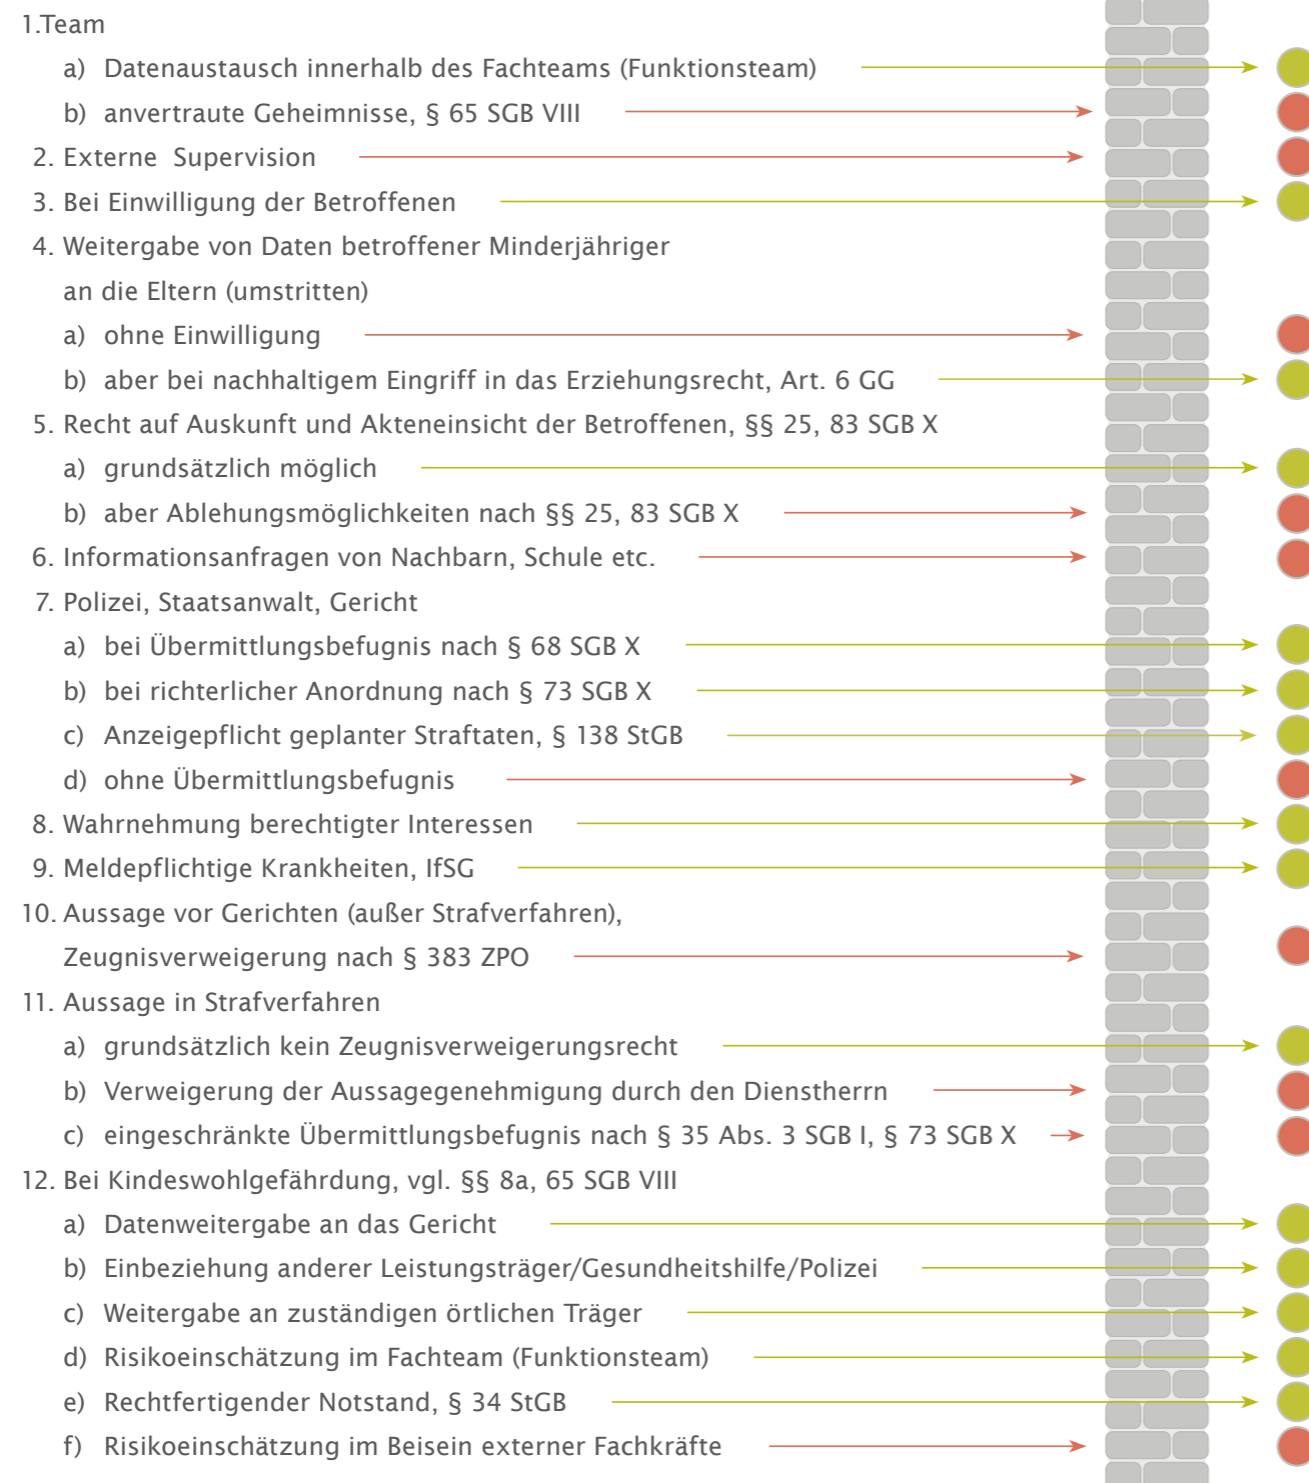 1.Team
a) Datenaustausch innerhalb des Fachteams (Funktionsteam)
b) anvertraute Geheimnisse, § 65 SGB VIII
2. Externe Supervision
3. Bei Einwilligung der Betroffenen
4. Weitergabe von Daten betroffener Minderjähriger
an die Eltern (umstritten)
a) ohne Einwilligung
b) aber bei nachhaltigem Eingriff in das Erziehungsrecht, Art. 6 GG
5. Recht auf Auskunft und Akteneinsicht der Betroffenen, §§ 25, 83 SGB X
a) grundsätzlich möglich
b) aber Ablehungsmöglichkeiten nach §§ 25, 83 SGB X
6. Informationsanfragen von Nachbarn, Schule etc.
7. Polizei, Staatsanwalt, Gericht
a) bei Übermittlungsbefugnis nach § 68 SGB X
b) bei richterlicher Anordnung nach § 73 SGB X
c) Anzeigepflicht geplanter Straftaten, § 138 StGB
d) ohne Übermittlungsbefugnis
8. Wahrnehmung berechtigter Interessen
9. Meldepflichtige Krankheiten, IfSG
10. Aussage vor Gerichten (außer Strafverfahren),
Zeugnisverweigerung nach § 383 ZPO
11. Aussage in Strafverfahren
a) grundsätzlich kein Zeugnisverweigerungsrecht
b) Verweigerung der Aussagegenehmigung durch den Dienstherrn
c) eingeschränkte Übermittlungsbefugnis nach § 35 Abs. 3 SGB I, § 73 SGB X
12. Bei Kindeswohlgefährdung, vgl. §§ 8a, 65 SGB VIII
a) Datenweitergabe an das Gericht
b) Einbeziehung anderer Leistungsträger/Gesundheitshilfe/Polizei
c) Weitergabe an zuständigen örtlichen Träger
d) Risikoeinschätzung im Fachteam (Funktionsteam)
e) Rechtfertigender Notstand, § 34 StGB
f) Risikoeinschätzung im Beisein externer Fachkräfte